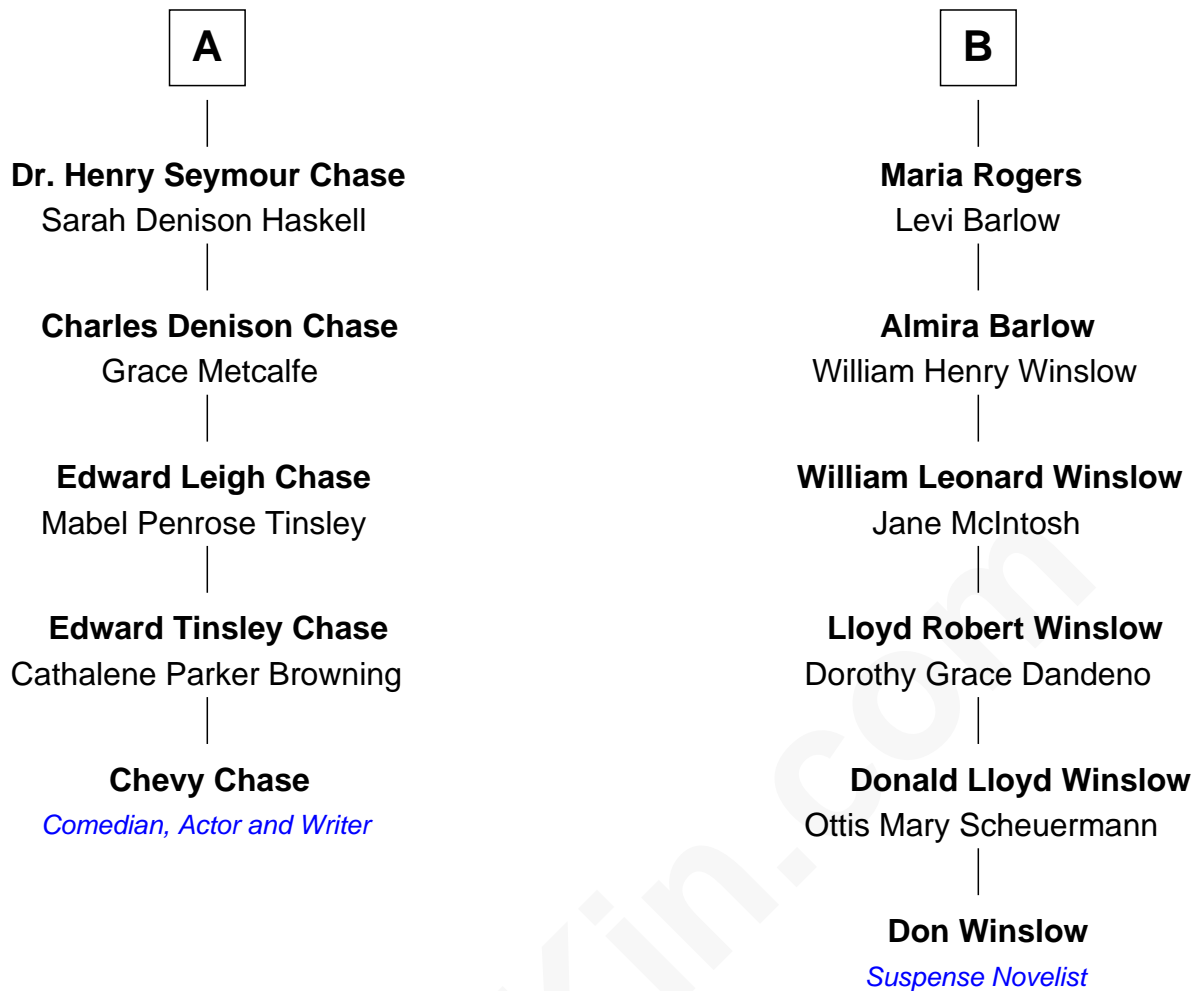 A
Dr. Henry Seymour Chase
Sarah Denison Haskell
Charles Denison Chase
Grace Metcalfe
Edward Leigh Chase
Mabel Penrose Tinsley
Edward Tinsley Chase
Cathalene Parker Browning
Chevy Chase
Comedian, Actor and Writer
B
Maria Rogers
Levi Barlow
Almira Barlow
William Henry Winslow
William Leonard Winslow
Jane McIntosh
Lloyd Robert Winslow
Dorothy Grace Dandeno
Donald Lloyd Winslow
Ottis Mary Scheuermann
Don Winslow
Suspense Novelist